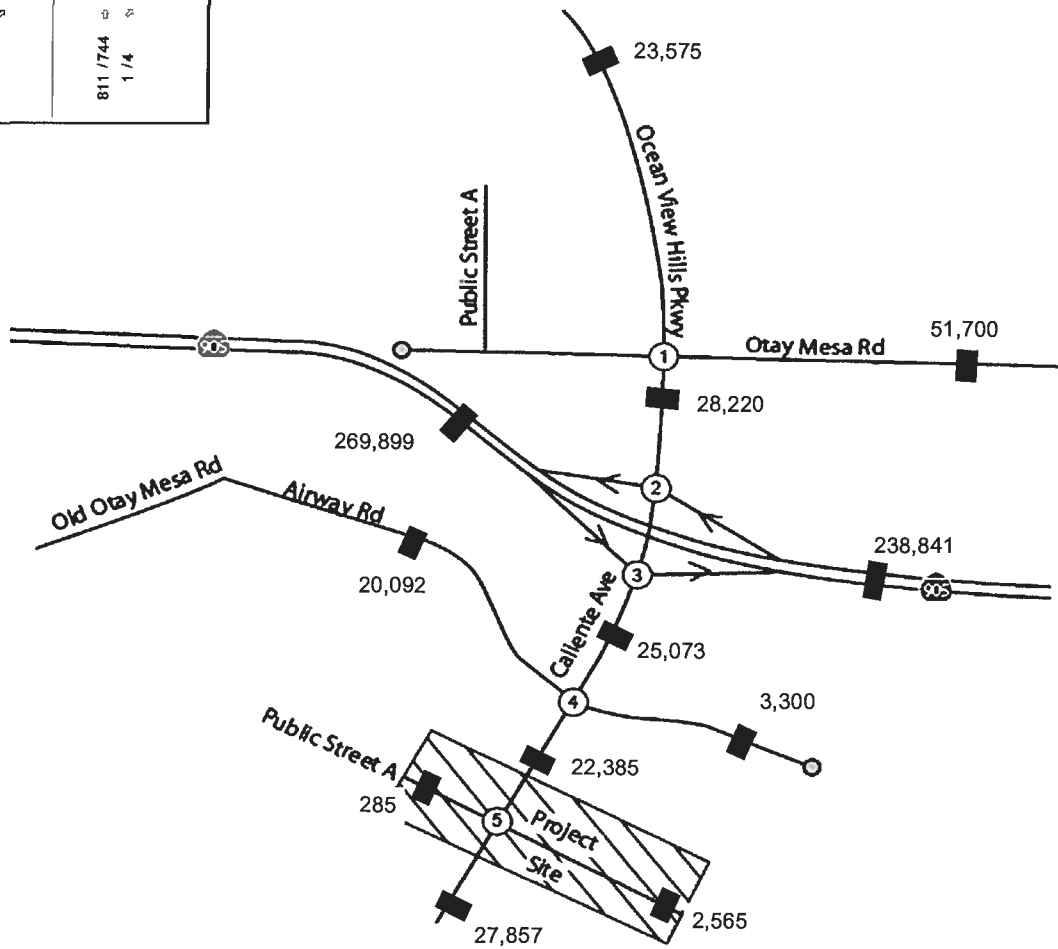 811 / 744
1 / 4
23,575
Ocean View Hills Pkwy
Public Street A
51,700
Otay Mesa Rd
1
28,220
905
269,899
2
Old Otay Mesa Rd
Airway Rd
238,841
905
20,092
3
Caliente Ave
25,073
4
3,300
Public Street A
22,385
285
5
Project
Site
2,565
27,857